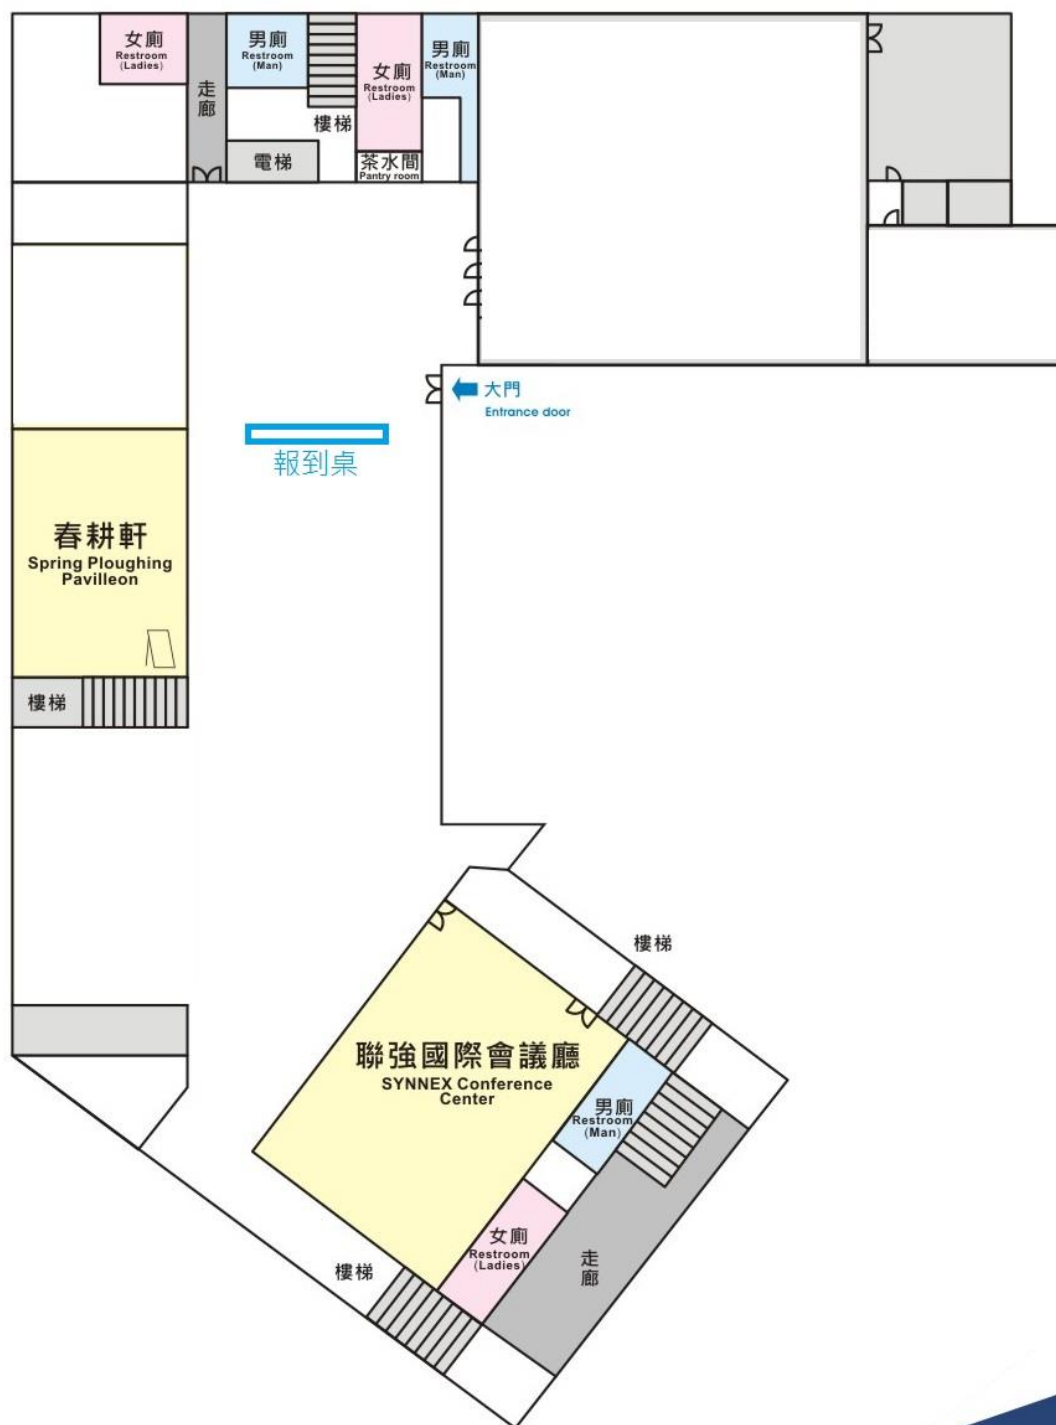 女廁
Restroom
(Ladies)
走
廊
男廁
Restroom
(Man)
樓梯
電梯
女廁
Restroom
(Ladies)
茶水間
Pantry room
男廁
Restroom
(Man)
大門
Entrance door
報到桌
春耕軒
Spring Ploughing
Pavilleon
樓梯
樓梯
聯強國際會議廳
SYNNEX Conference
Center
男廁
Restroom
(Man)
女廁
Restroom
(Ladies)
走
廊
樓梯